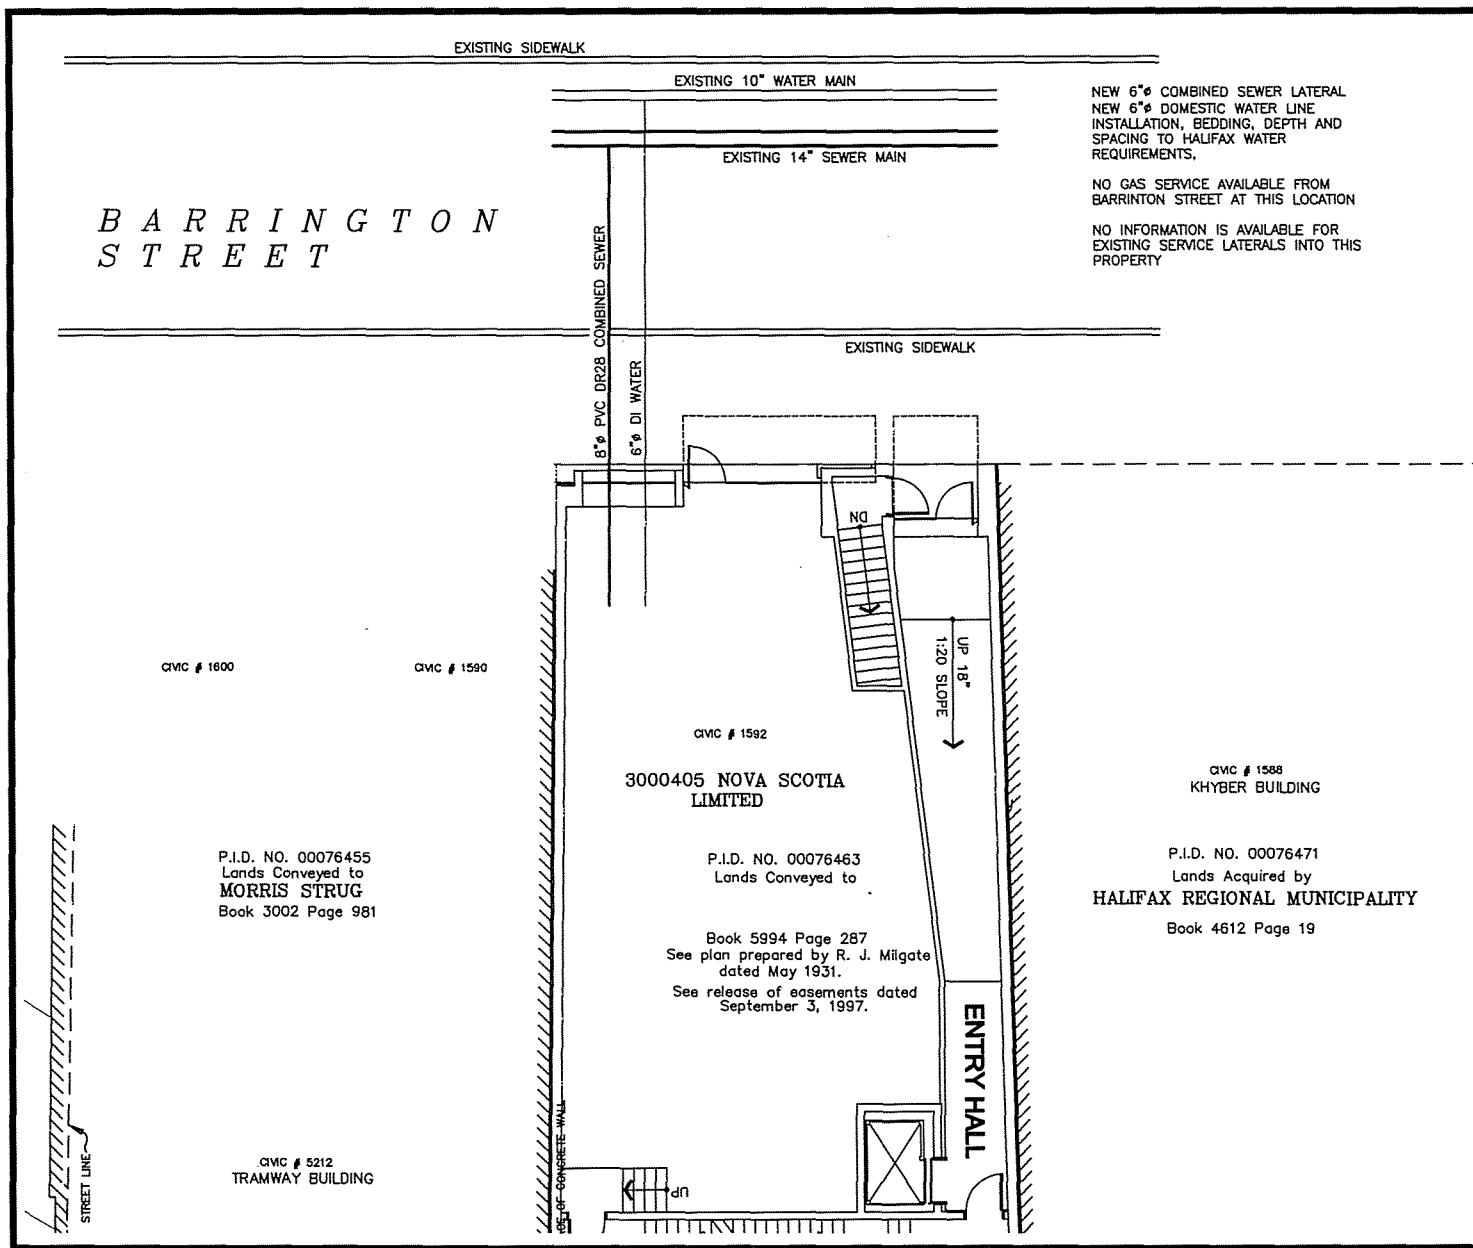 EXISTING SIDEWALK
EXISTING 10" WATER MAIN
EXISTING 14" SEWER MAIN
NEW 6"ø COMBINED SEWER LATERAL
NEW 6"ø DOMESTIC WATER LINE
INSTALLATION, BEDDING, DEPTH AND
SPACING TO HALIFAX WATER
REQUIREMENTS,
NO GAS SERVICE AVAILABLE FROM
BARRINTON STREET AT THIS LOCATION
NO INFORMATION IS AVAILABLE FOR
EXISTING SERVICE LATERALS INTO THIS
PROPERTY
BARRINGTON
STREET
8"ø PVC DR28 COMBINED SEWER
6"ø DI WATER
EXISTING SIDEWALK
DN
UP 18"
1:20 SLOPE
CIVIC # 1600
CIVIC # 1590
CIVIC # 1592
3000405 NOVA SCOTIA
LIMITED
P.I.D. NO. 00076463
Lands Conveyed to
Book 5994 Page 287
See plan prepared by R. J. Milgate
dated May 1931.
See release of easements dated
September 3, 1997.
P.I.D. NO. 00076455
Lands Conveyed to
MORRIS STRUG
Book 3002 Page 981
CIVIC # 1588
KHYBER BUILDING
P.I.D. NO. 00076471
Lands Acquired by
HALIFAX REGIONAL MUNICIPALITY
Book 4612 Page 19
ENTRY HALL
STREET LINE
CIVIC # 5212
TRAMWAY BUILDING
OF CONCRETE WALL
UP